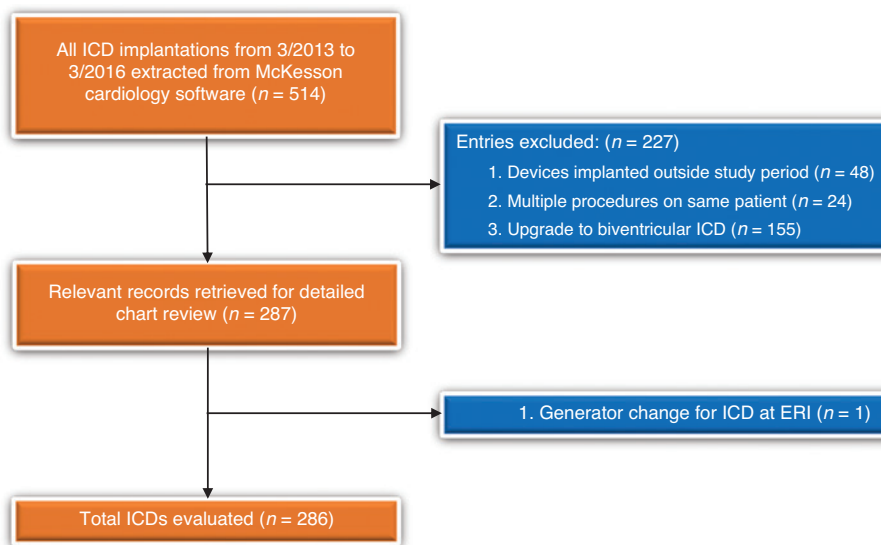 All ICD implantations from 3/2013 to
3/2016 extracted from McKesson
cardiology software (n = 514)
Entries excluded: (n = 227)
1. Devices implanted outside study period (n = 48)
2. Multiple procedures on same patient (n = 24)
3. Upgrade to biventricular ICD (n = 155)
Relevant records retrieved for detailed
chart review (n = 287)
1. Generator change for ICD at ERI (n = 1)
Total ICDs evaluated (n = 286)